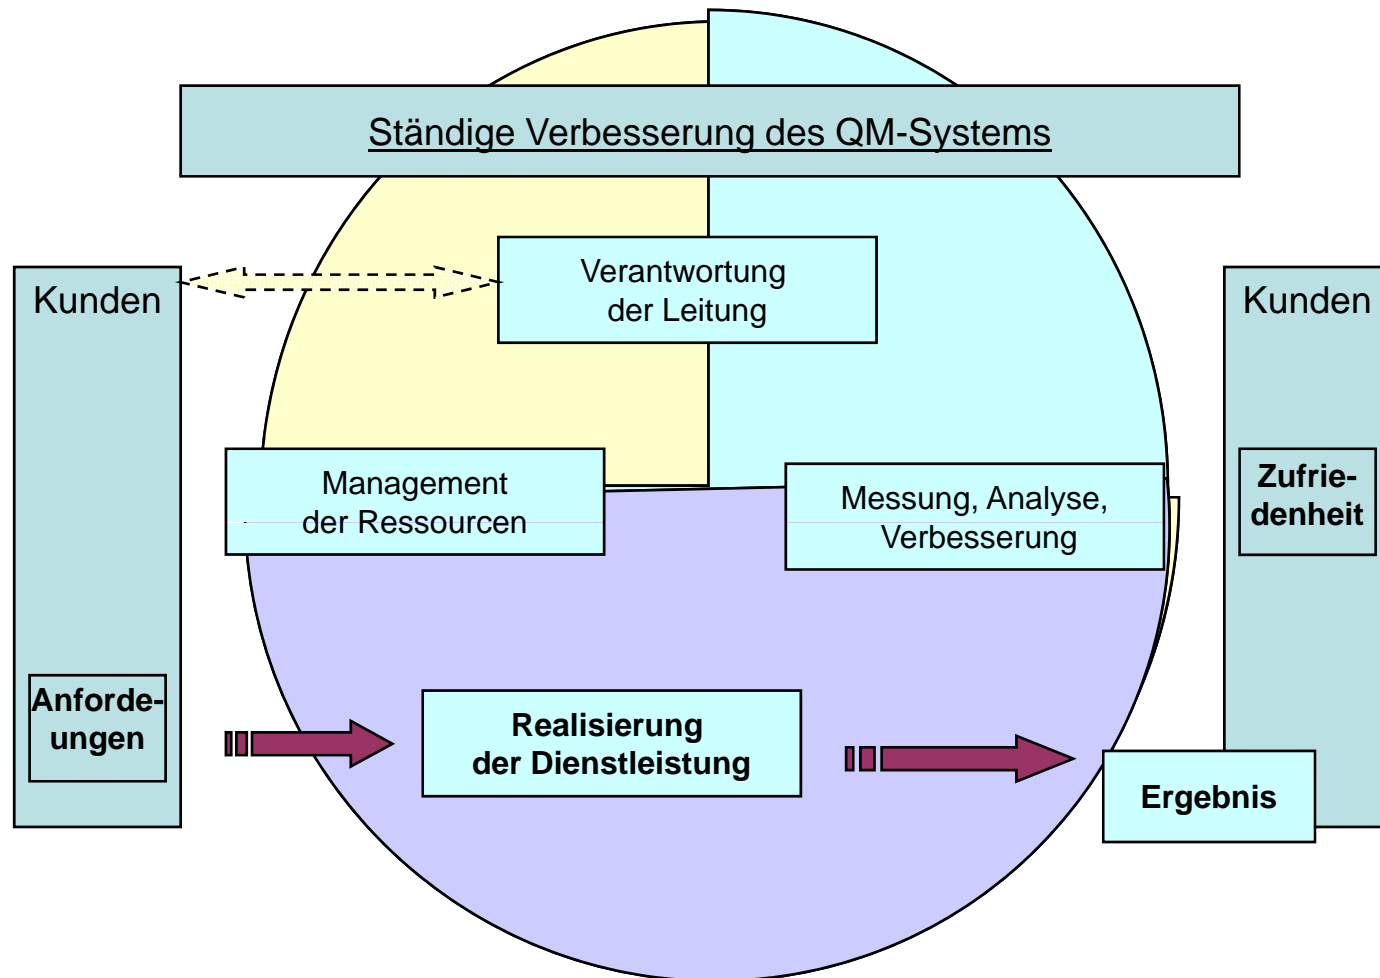 Ständige Verbesserung des QM-Systems
Verantwortung
der Leitung
Kunden
Kunden
Management
der Ressourcen
Messung, Analyse,
Verbesserung
Zufrie-
denheit
Anforde-
ungen
Realisierung
der Dienstleistung
Ergebnis